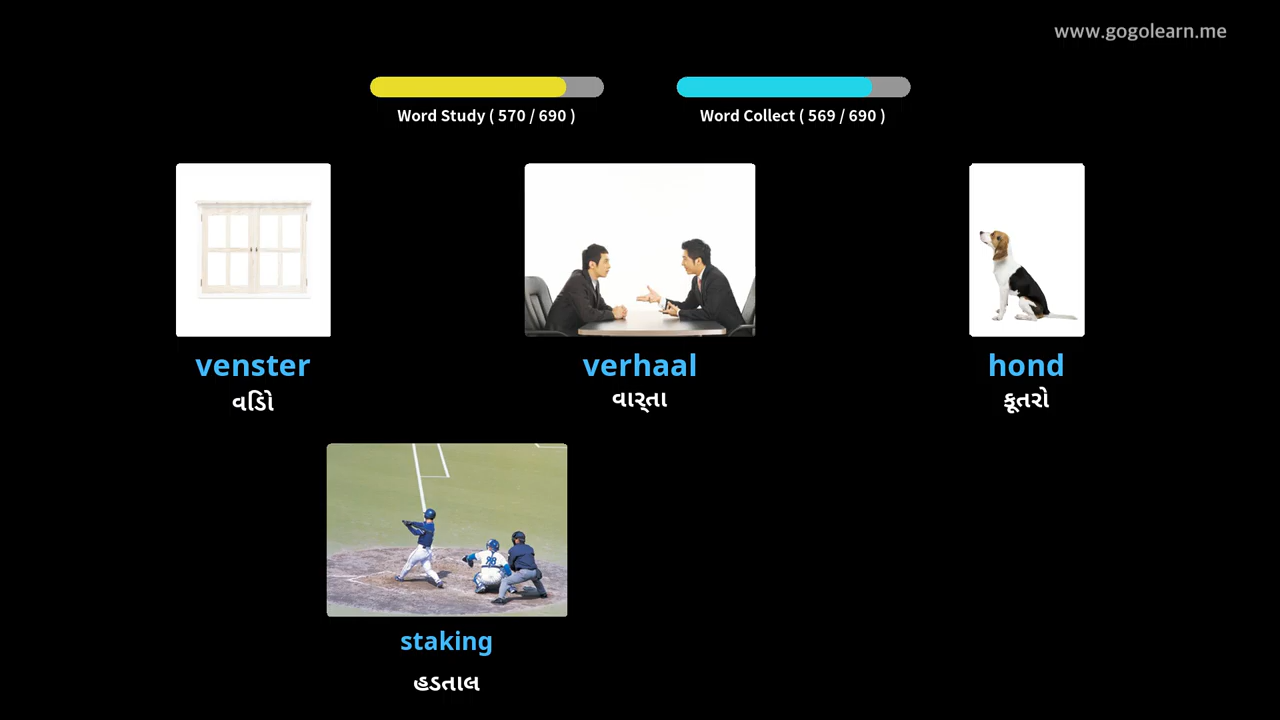 www.gogolearn.me
Word Study ( 570 / 690 )
Word Collect ( 569 / 690 )
venster
verhaal
hond
વિંડો
વાર્તા
કૂતરો
staking
હડતાલ